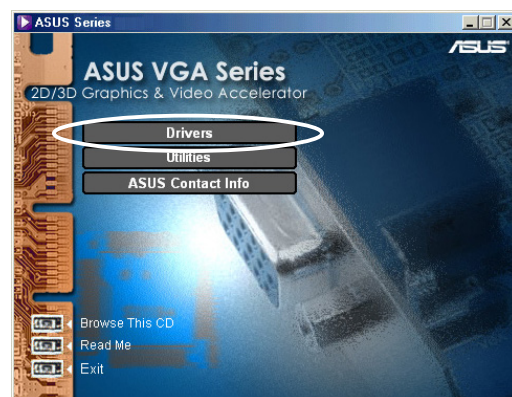 ASUS Series
ASUS
ASUS VGA Series
2D/3D Graphics & Video Accelerator
Drivers
Utilities
ASUS Contact Info
Browse This CD
Read Me
Exit